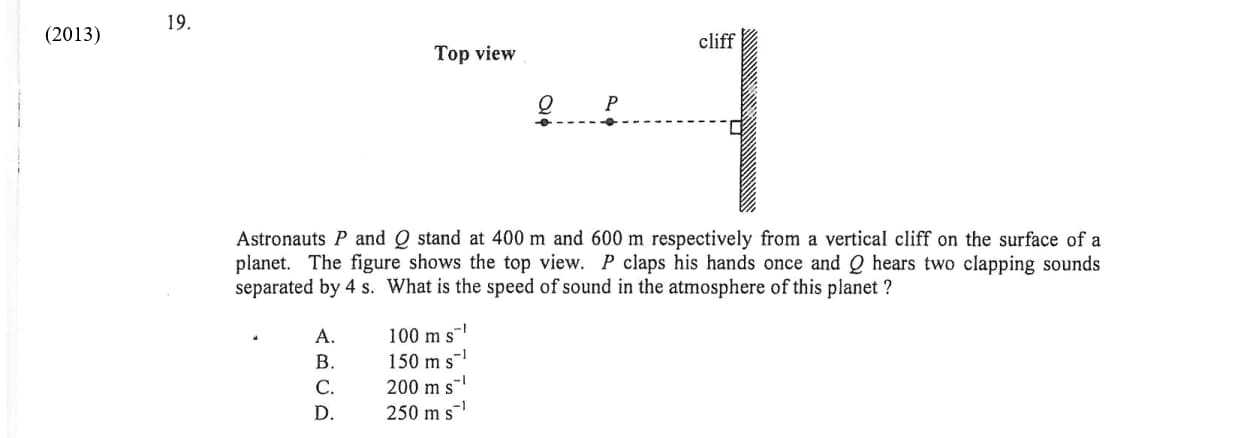 (2013)
19.
Top view
cliff
Q P
Astronauts P and Q stand at 400 m and 600 m respectively from a vertical cliff on the surface of a
planet. The figure shows the top view. P claps his hands once and Q hears two clapping sounds
separated by 4 s. What is the speed of sound in the atmosphere of this planet ?
A. 100 m s⁻¹
B. 150 m s⁻¹
C. 200 m s⁻¹
D. 250 m s⁻¹